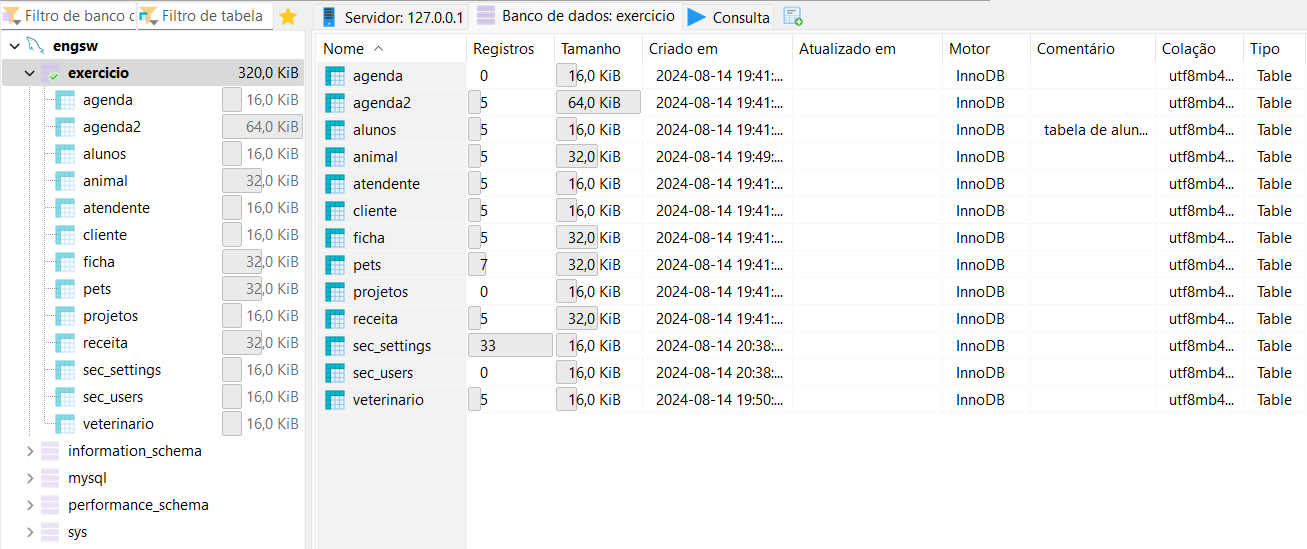 Filtro de banco d Filtro de tabela Servidor: 127.0.0.1 Banco de dados: exercicio Consulta
engsw
exercicio 320,0 KiB
agenda 16,0 KiB
agenda2 64,0 KiB
alunos 16,0 KiB
animal 32,0 KiB
atendente 16,0 KiB
cliente 16,0 KiB
ficha 32,0 KiB
pets 32,0 KiB
projetos 16,0 KiB
receita 32,0 KiB
sec_settings 16,0 KiB
sec_users 16,0 KiB
veterinario 16,0 KiB
information_schema
mysql
performance_schema
sys
Nome Registros Tamanho Criado em Atualizado em Motor Comentário Colação Tipo
agenda 0 16,0 KiB 2024-08-14 19:41:... InnoDB utf8mb4... Table
agenda2 5 64,0 KiB 2024-08-14 19:41:... InnoDB utf8mb4... Table
alunos 5 16,0 KiB 2024-08-14 19:41:... InnoDB tabela de alun... utf8mb4... Table
animal 5 32,0 KiB 2024-08-14 19:49:... InnoDB utf8mb4... Table
atendente 5 16,0 KiB 2024-08-14 19:41:... InnoDB utf8mb4... Table
cliente 5 16,0 KiB 2024-08-14 19:41:... InnoDB utf8mb4... Table
ficha 5 32,0 KiB 2024-08-14 19:41:... InnoDB utf8mb4... Table
pets 7 32,0 KiB 2024-08-14 19:41:... InnoDB utf8mb4... Table
projetos 0 16,0 KiB 2024-08-14 19:41:... InnoDB utf8mb4... Table
receita 5 32,0 KiB 2024-08-14 19:41:... InnoDB utf8mb4... Table
sec_settings 33 16,0 KiB 2024-08-14 20:38:... InnoDB utf8mb4... Table
sec_users 0 16,0 KiB 2024-08-14 20:38:... InnoDB utf8mb4... Table
veterinario 5 16,0 KiB 2024-08-14 19:50:... InnoDB utf8mb4... Table